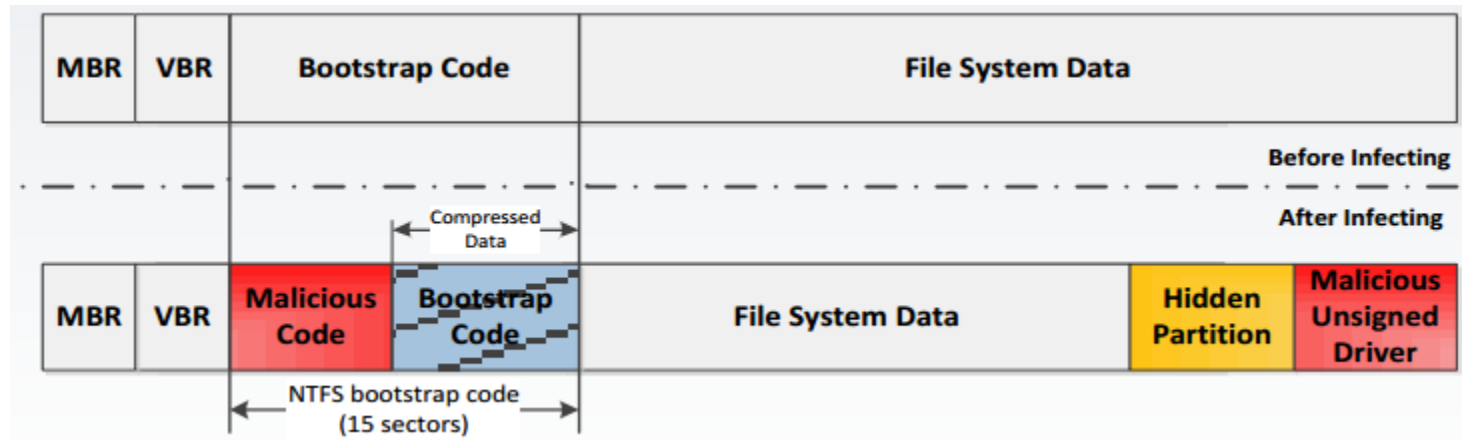 MBR
VBR
Bootstrap Code
File System Data
Before Infecting
After Infecting
Compressed
Data
MBR
VBR
Malicious
Code
Bootstrap
Code
File System Data
Hidden
Partition
Malicious
Unsigned
Driver
NTFS bootstrap code
(15 sectors)